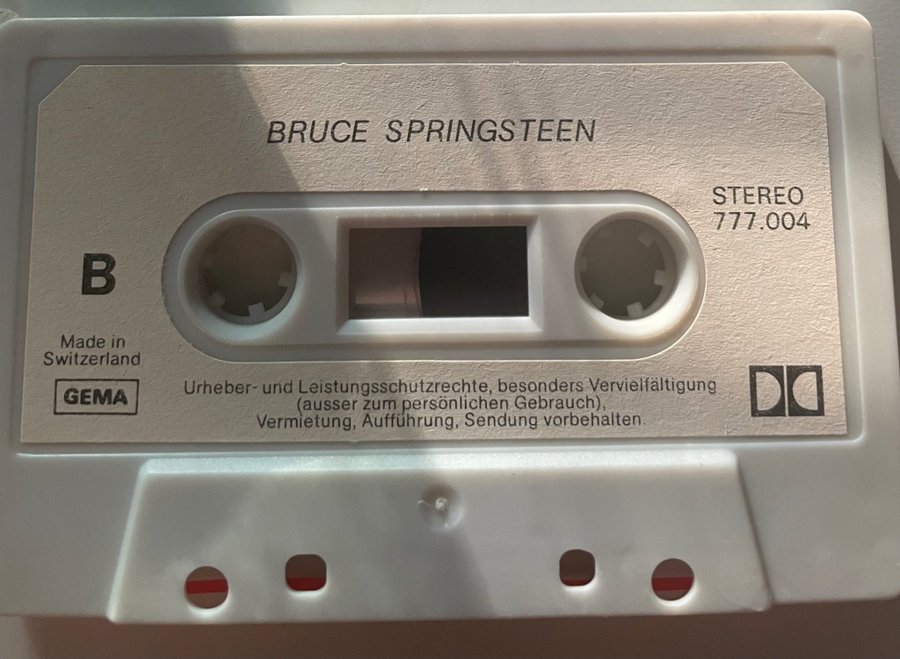 BRUCE SPRINGSTEEN
STEREO
777.004
B
Made in
Switzerland
GEMA
Urheber- und Leistungsschutzrechte, besonders Vervielfältigung
(ausser zum persönlichen Gebrauch),
Vermietung, Aufführung, Sendung vorbehalten.